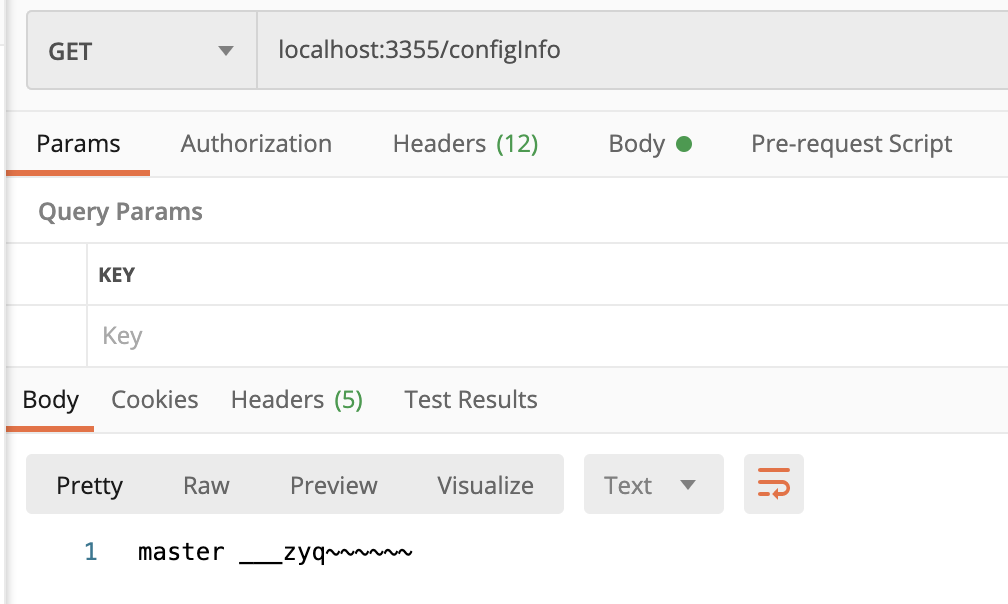 GET localhost:3355/configInfo
Params Authorization Headers (12) Body Pre-request Script
Query Params
KEY
Key
Body Cookies Headers (5) Test Results
Pretty Raw Preview Visualize Text
1 master ___zyq~~~~~~